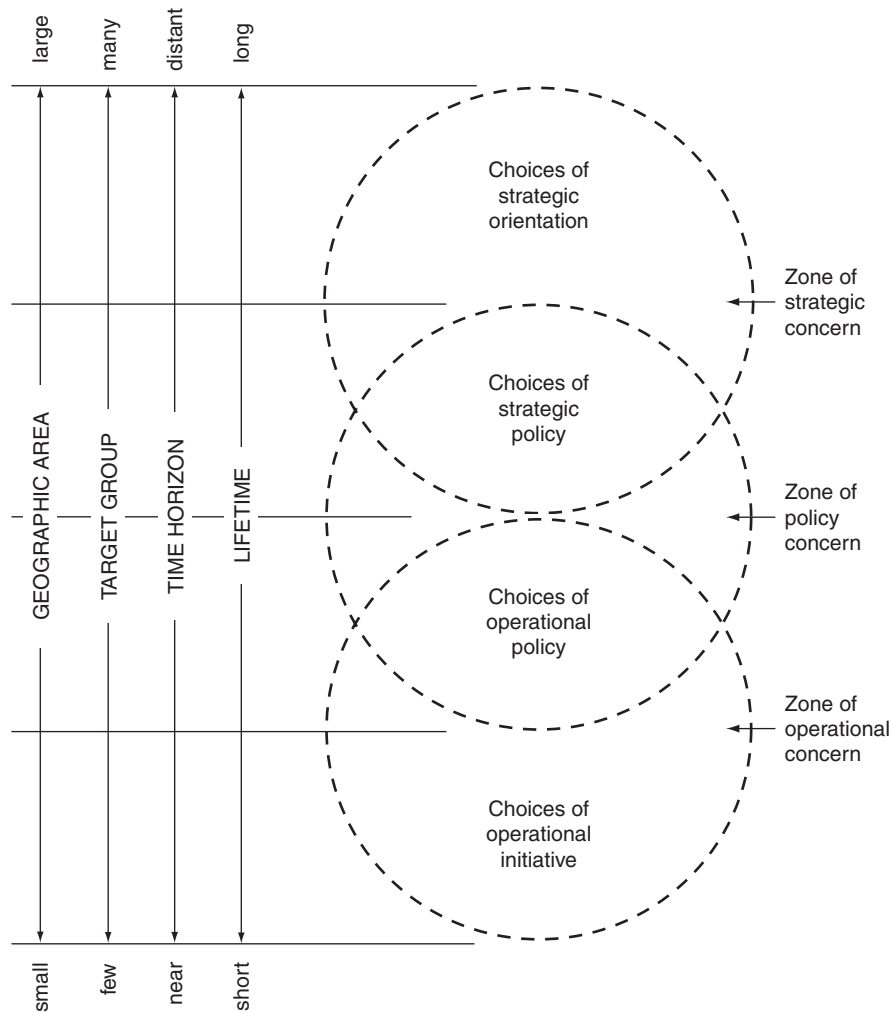 large
many
distant
long
Choices of
strategic
orientation
Zone of
strategic
concern
Choices of
strategic
policy
GEOGRAPHIC AREA
TARGET GROUP
TIME HORIZON
LIFETIME
Zone of
policy
concern
Choices of
operational
policy
Zone of
operational
concern
Choices of
operational
initiative
small
few
near
short